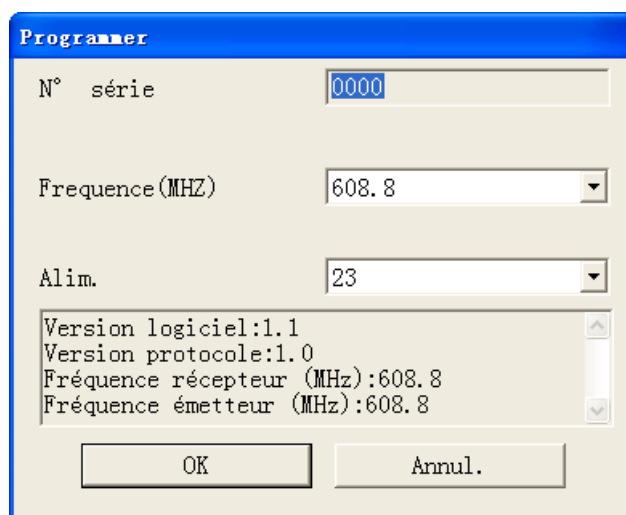 Programmer
N° série 0000
Frequence(MHZ) 608.8
Alim. 23
Version logiciel:1.1
Version protocole:1.0
Fréquence récepteur (MHz):608.8
Fréquence émetteur (MHz):608.8
OK Annul.